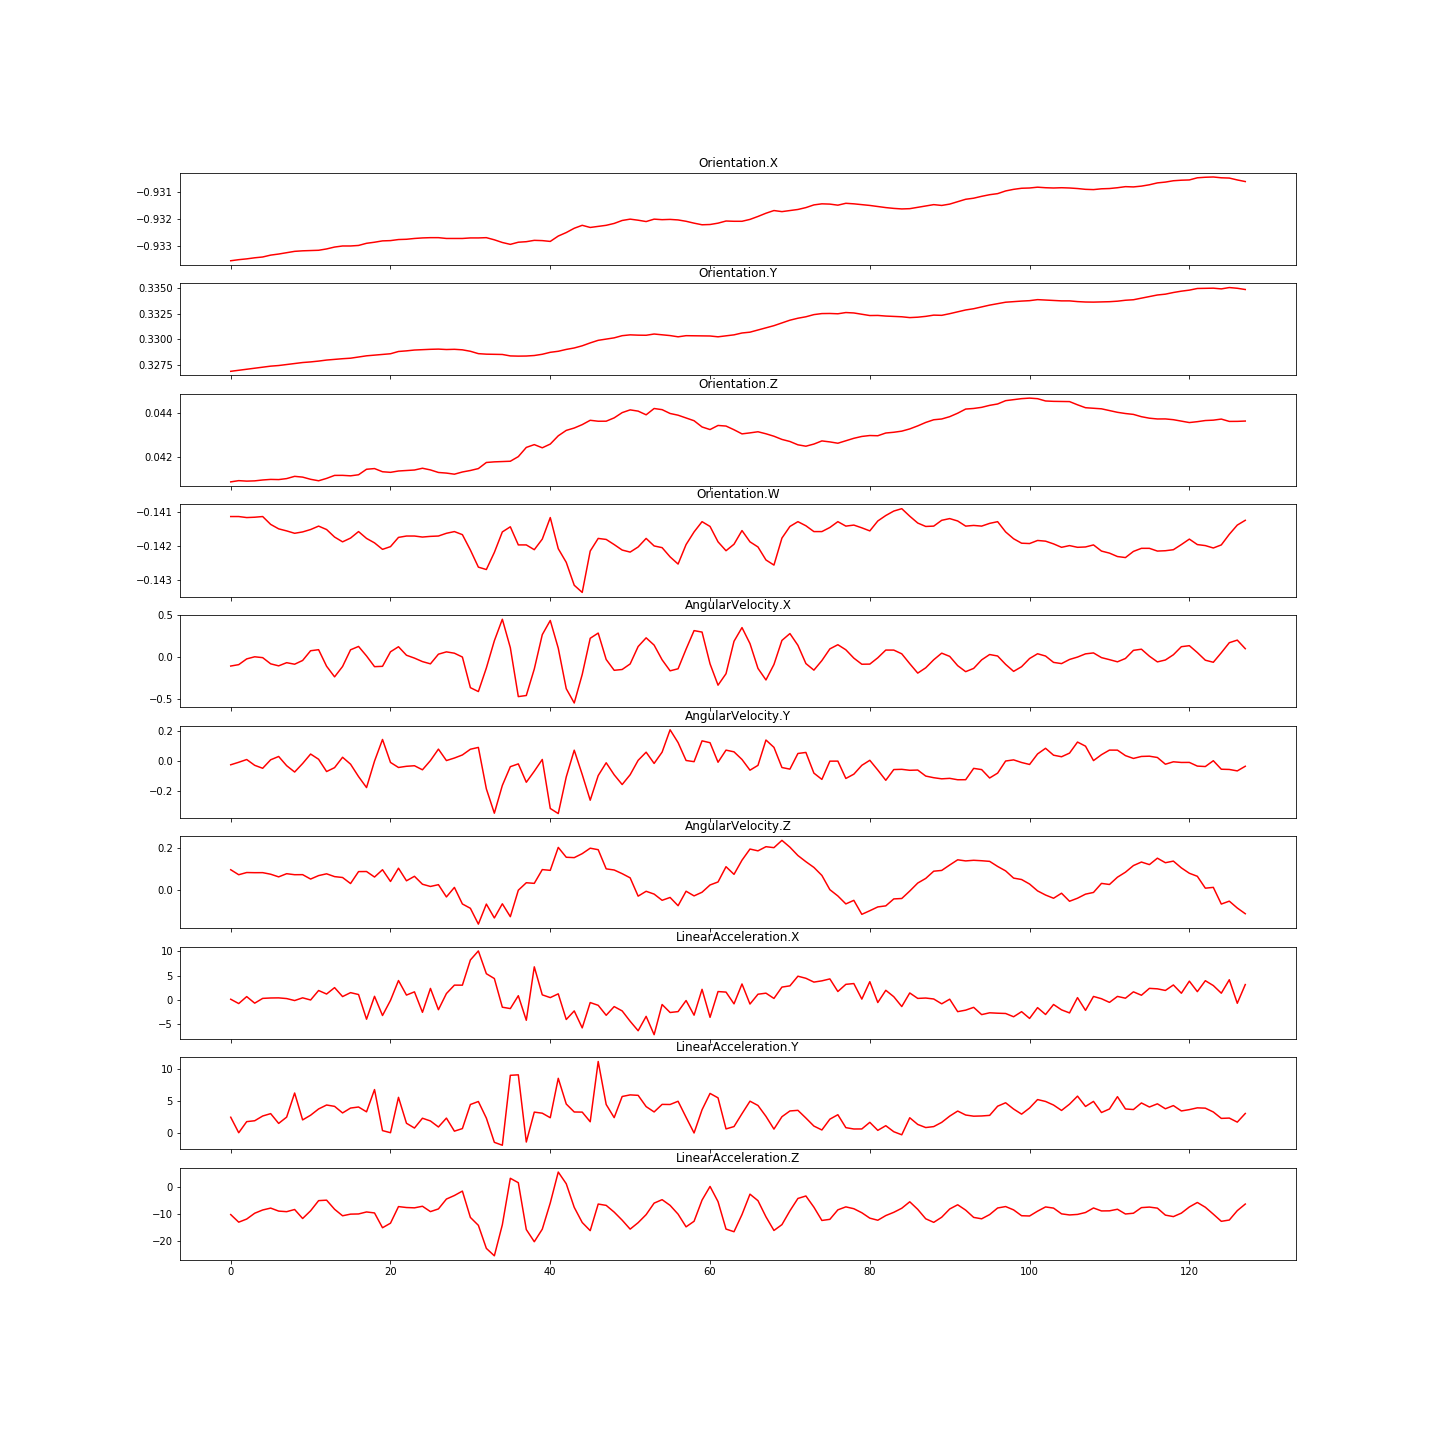 Orientation.X
−0.931
−0.932
−0.933
Orientation.Y
0.3350
0.3325
0.3300
0.3275
Orientation.Z
0.044
0.042
Orientation.W
−0.141
−0.142
−0.143
AngularVelocity.X
0.5
0.0
−0.5
AngularVelocity.Y
0.2
0.0
−0.2
AngularVelocity.Z
0.2
0.0
LinearAcceleration.X
10
5
0
−5
LinearAcceleration.Y
10
5
0
LinearAcceleration.Z
0
−10
−20
0 20 40 60 80 100 120